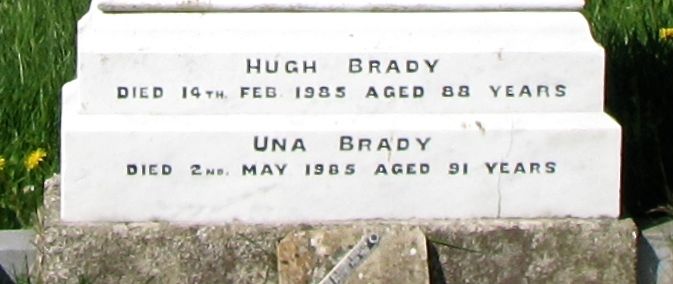 HUGH BRADY
DIED 14TH. FEB. 1985 AGED 88 YEARS
UNA BRADY
DIED 2ND. MAY 1985 AGED 91 YEARS